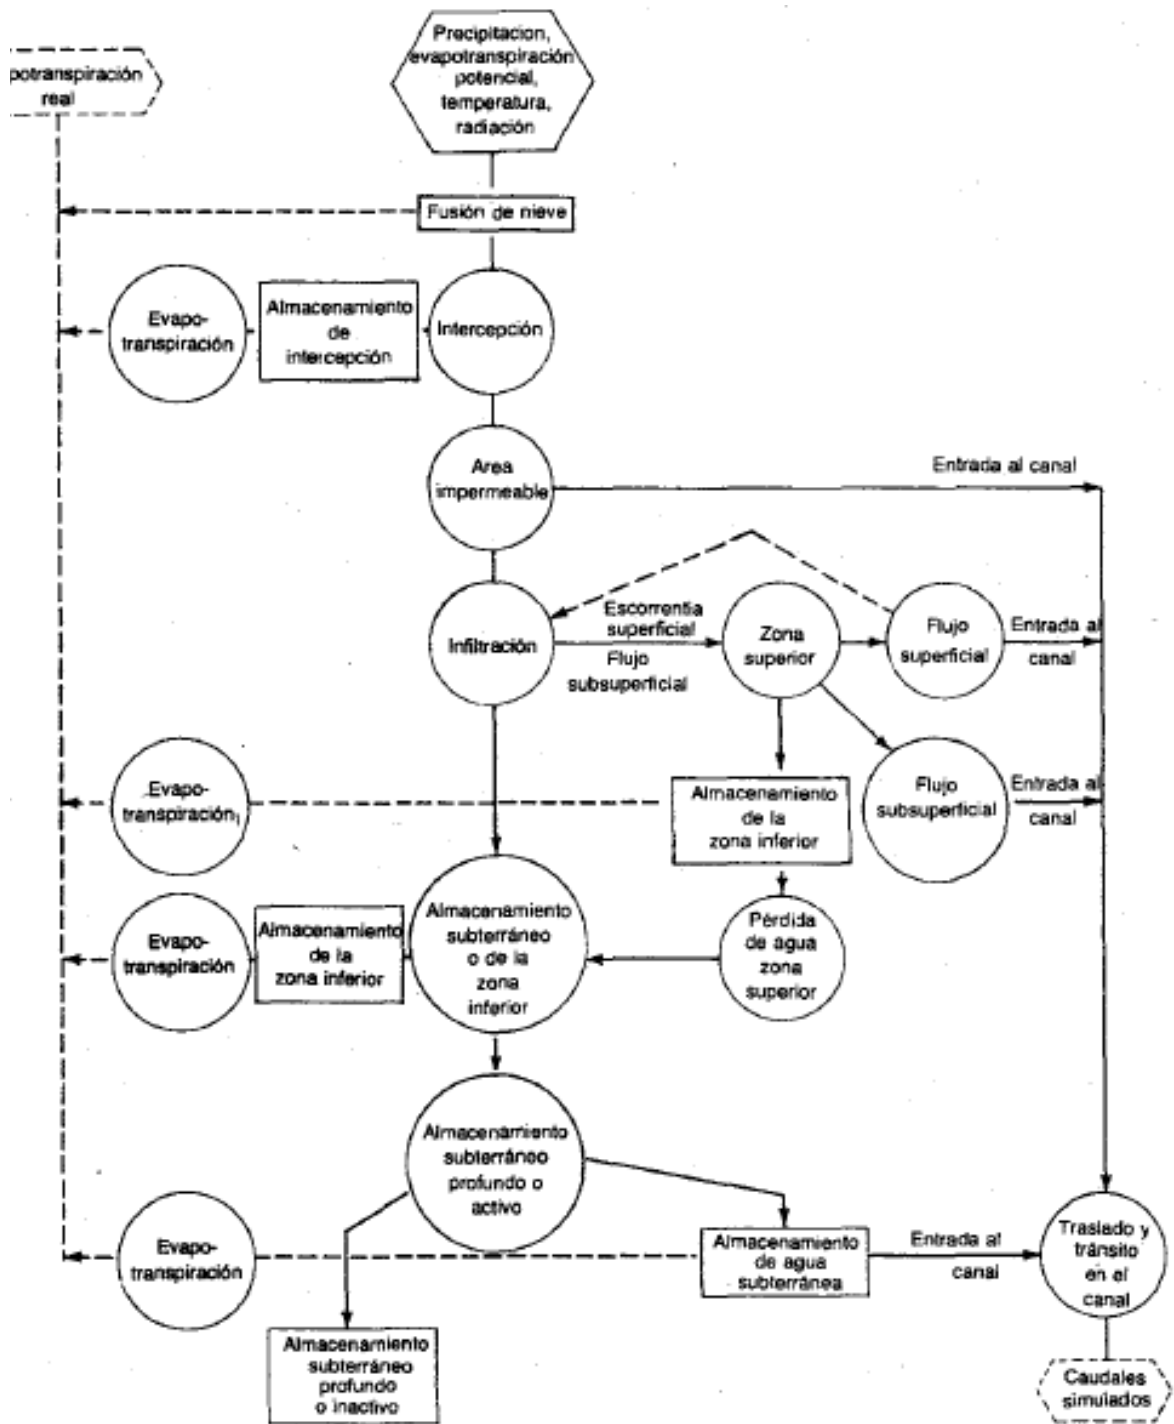 Precipitacion,
evapotranspiración
potencial,
temperatura,
radiación
potranspiración
real
Fusión de nieve
Evapo-
transpiración
Almacenamiento
de
intercepción
Intercepción
Area
impermeable
Entrada al canal
Infiltración
Escorrentía
superficial
Flujo
subsuperficial
Zona
superior
Flujo
superficial
Entrada al
canal
Evapo-
transpiración
Almacenamiento
de la
zona inferior
Flujo
subsuperficial
Entrada al
canal
Evapo-
transpiración
Almacenamiento
de la
zona inferior
Almacenamiento
subterráneo
o de la
zona
inferior
Pérdida
de agua
zona
superior
Almacenámiento
subterráneo
profundo o
activo
Evapo-
transpiración
Almacenamiento
de agua
subterránea
Entrada al
canal
Traslado y
tránsito
en el
canal
Almacenamiento
subterráneo
profundo
o inactivo
Caudales
simulados